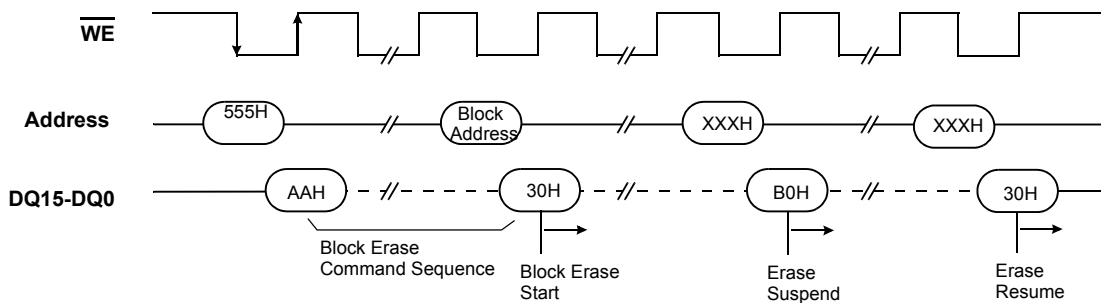 WE
Address
555H
Block
Address
XXXH
XXXH
DQ15-DQ0
AAH
30H
B0H
30H
Block Erase
Command Sequence
Block Erase
Start
Erase
Suspend
Erase
Resume